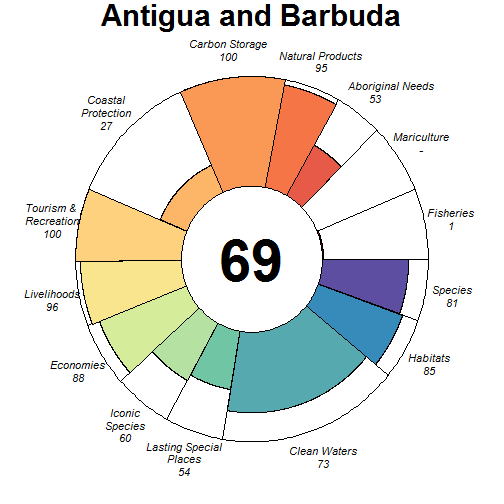 Antigua and Barbuda
Carbon Storage
100
Natural Products
95
Aboriginal Needs
53
Mariculture
-
Fisheries
1
Species
81
Habitats
85
Clean Waters
73
Lasting Special
Places
54
Iconic
Species
60
Economies
88
Livelihoods
96
Tourism &
Recreation
100
Coastal
Protection
27
69